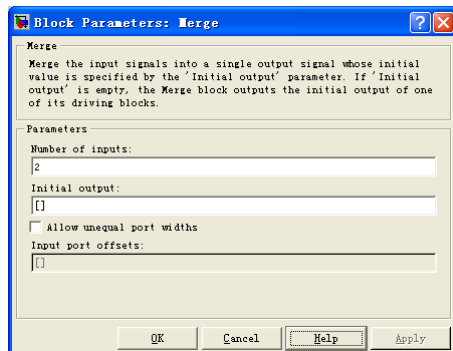 Block Parameters: Merge
Merge
Merge the input signals into a single output signal whose initial
value is specified by the 'Initial output' parameter. If 'Initial
output' is empty, the Merge block outputs the initial output of one
of its driving blocks.
Parameters
Number of inputs:
2
Initial output:
[]
Allow unequal port widths
Input port offsets:
[]
OK Cancel Help Apply